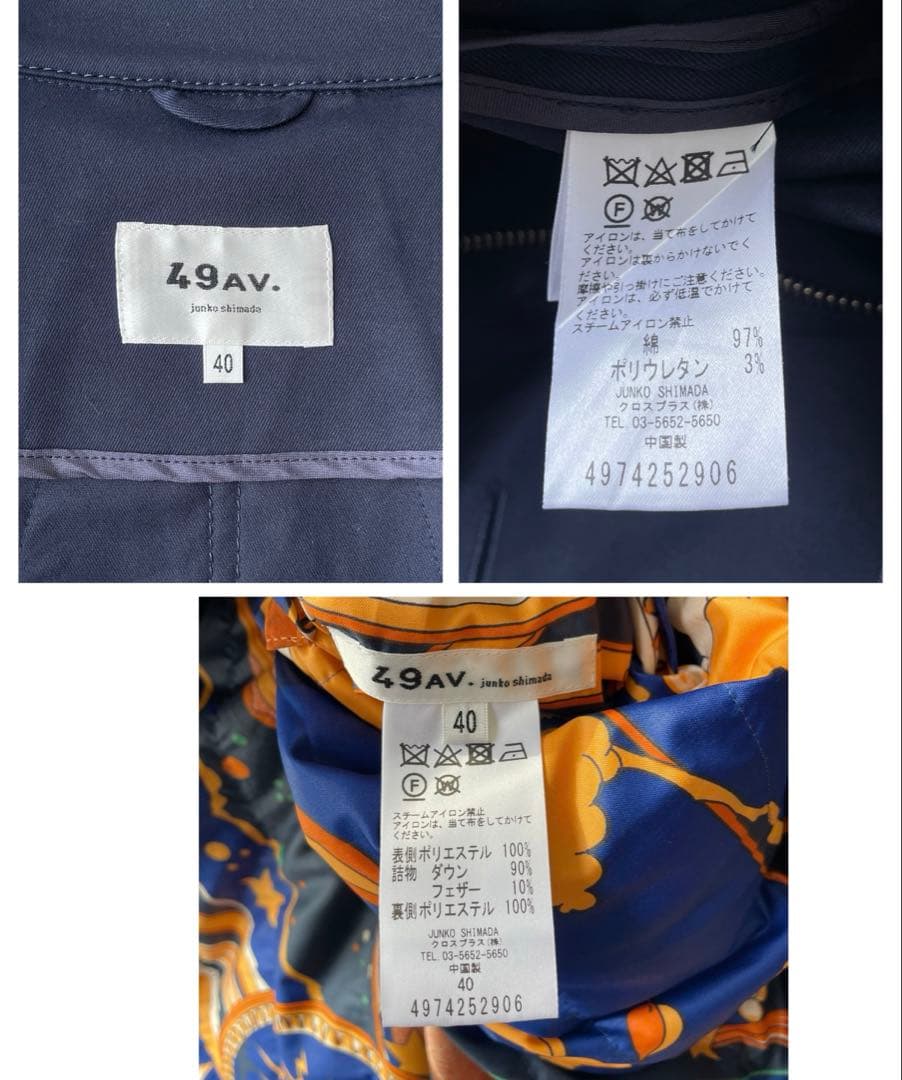 49AV.
junko shimada
40
F
W
アイロンは、当て布をしてかけて
ください。
アイロンは裏からかけないでく
ださい。
摩擦や引っ掛けにご注意ください。
アイロンは、必ず低温でかけて
ください。
スチームアイロン禁止
綿 97%
ポリウレタン 3%
JUNKO SHIMADA
クロスプラス(株)
TEL.03-5652-5650
中国製
4974252906
49AV. junko shimada
40
F
W
スチームアイロン禁止
アイロンは、当て布をしてかけて
ください。
表側ポリエステル 100%
詰物 ダウン 90%
フェザー 10%
裏側ポリエステル 100%
JUNKO SHIMADA
クロスプラス(株)
TEL.03-5652-5650
中国製
40
4974252906